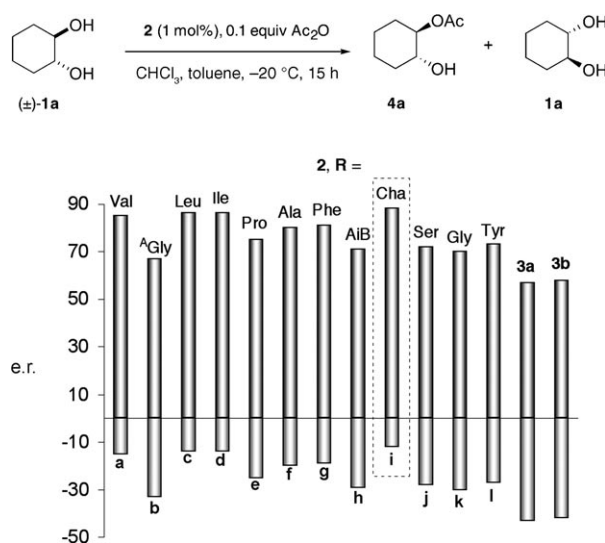 OH
2 (1 mol%), 0.1 equiv Ac₂O
OAc
+
OH
OH
CHCl₃, toluene, –20 °C, 15 h
OH
OH
(±)-1a
4a
1a
2, R =
90
70
50
30
10
-10
-30
-50
e.r.
Val
ᴬGly
Leu
Ile
Pro
Ala
Phe
AiB
Cha
Ser
Gly
Tyr
3a
3b
a
b
c
d
e
f
g
h
i
j
k
l